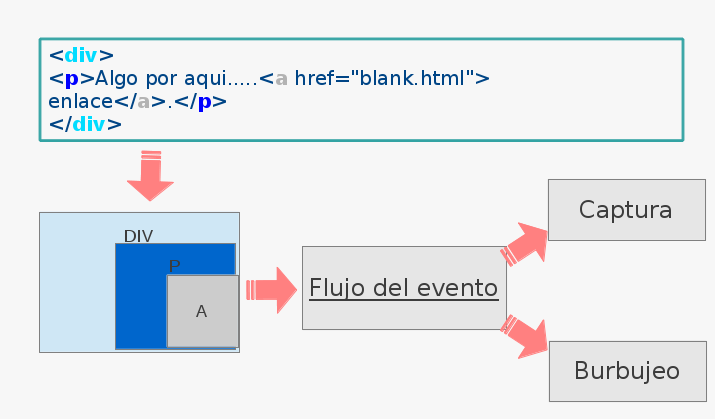 <div>
<p>Algo por aqui.....<a href="blank.html">
enlace</a>.</p>
</div>
DIV
P
A
Flujo del evento
Captura
Burbujeo